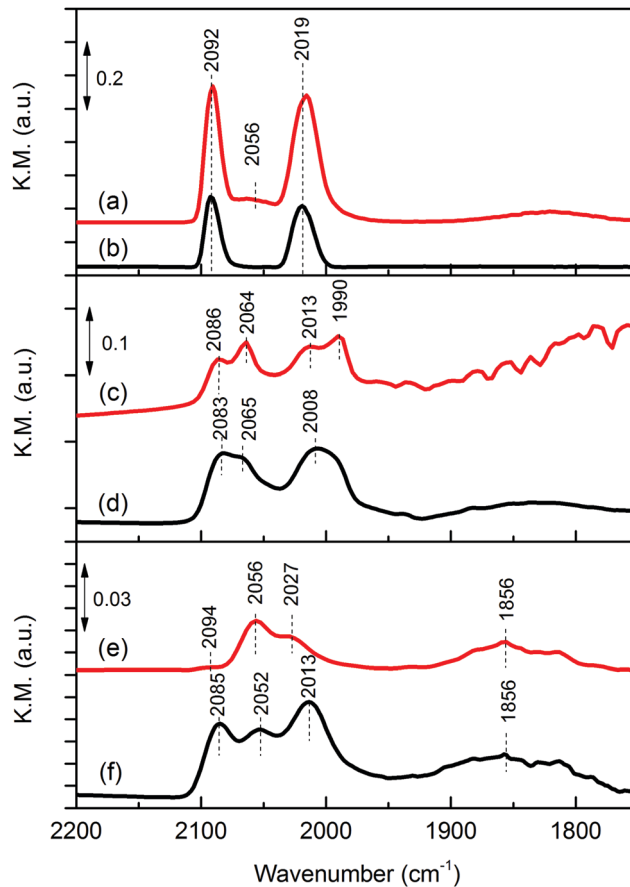 2092
2019
2056
0.2
K.M. (a.u.)
(a)
(b)
2086
2064
2013
1990
0.1
K.M. (a.u.)
(c)
2083
2065
2008
(d)
0.03
K.M. (a.u.)
2094
2056
2027
1856
(e)
2085
2052
2013
1856
(f)
2200
2100
2000
1900
1800
Wavenumber (cm⁻¹)